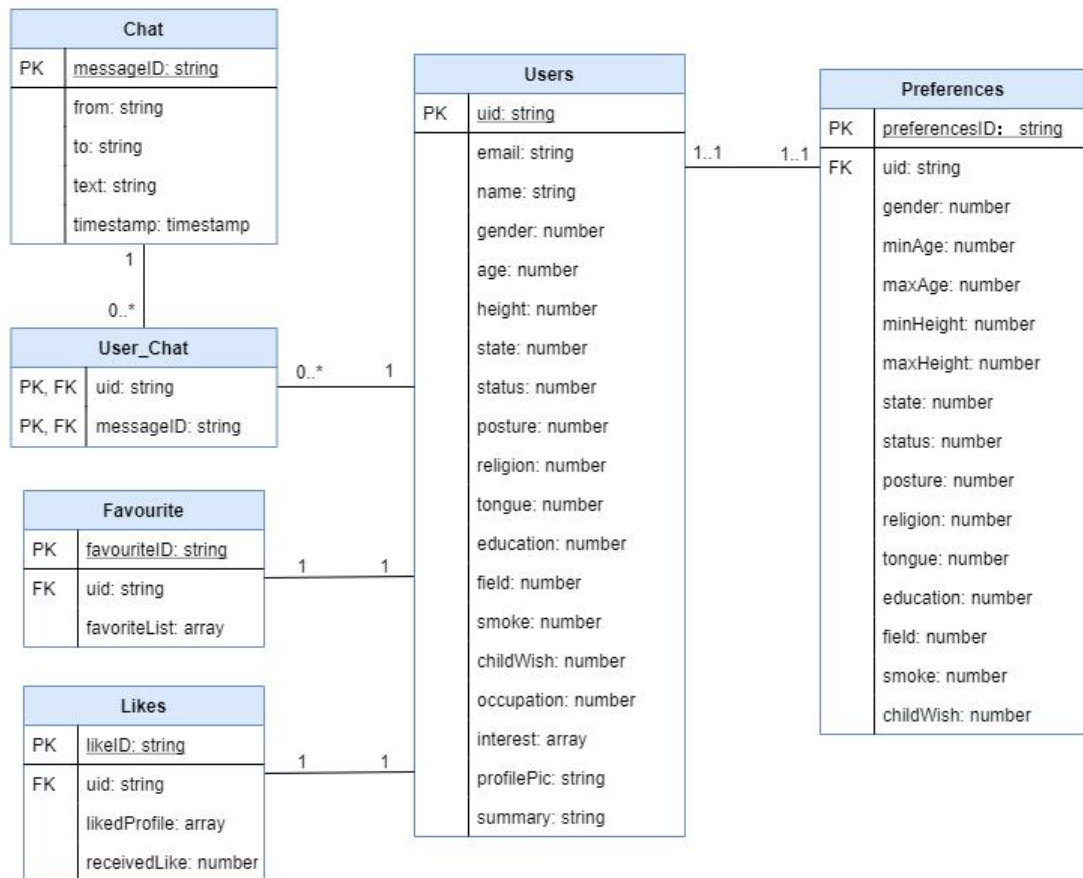 Chat
PK messageID: string
from: string
to: string
text: string
timestamp: timestamp
1
0..*
User_Chat
PK, FK uid: string
PK, FK messageID: string
0..* 1
Favourite
PK favouriteID: string
FK uid: string
favoriteList: array
1 1
Likes
PK likeID: string
FK uid: string
likedProfile: array
receivedLike: number
1 1
Users
PK uid: string
email: string
name: string
gender: number
age: number
height: number
state: number
status: number
posture: number
religion: number
tongue: number
education: number
field: number
smoke: number
childWish: number
occupation: number
interest: array
profilePic: string
summary: string
1..1 1..1
Preferences
PK preferencesID： string
FK uid: string
gender: number
minAge: number
maxAge: number
minHeight: number
maxHeight: number
state: number
status: number
posture: number
religion: number
tongue: number
education: number
field: number
smoke: number
childWish: number